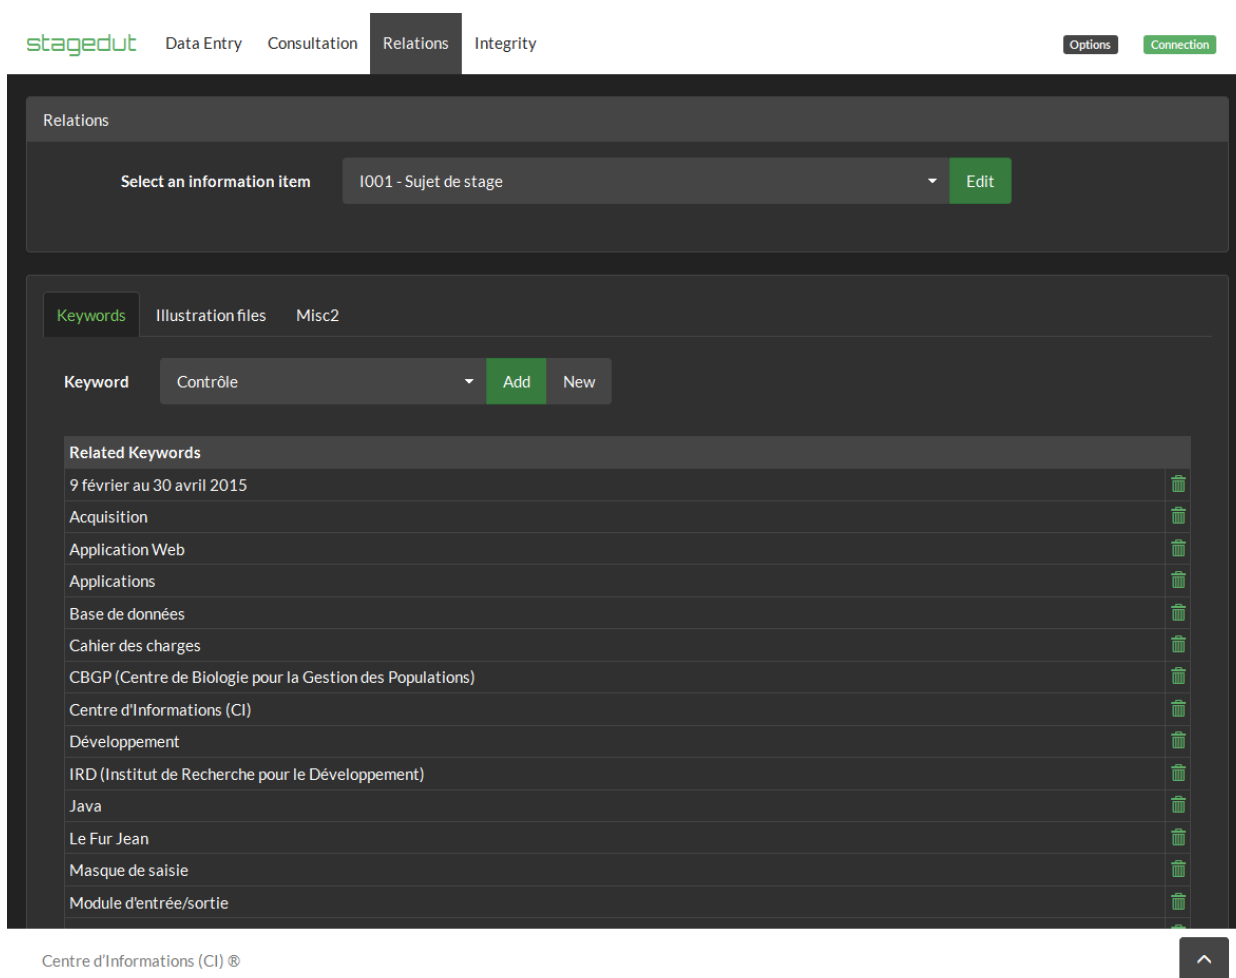 stagedut Data Entry Consultation Relations Integrity Options Connection
Relations
Select an information item I001 - Sujet de stage Edit
Keywords Illustration files Misc2
Keyword Contrôle Add New
Related Keywords
9 février au 30 avril 2015
Acquisition
Application Web
Applications
Base de données
Cahier des charges
CBGP (Centre de Biologie pour la Gestion des Populations)
Centre d'Informations (CI)
Développement
IRD (Institut de Recherche pour le Développement)
Java
Le Fur Jean
Masque de saisie
Module d'entrée/sortie
Centre d’Informations (CI) ®